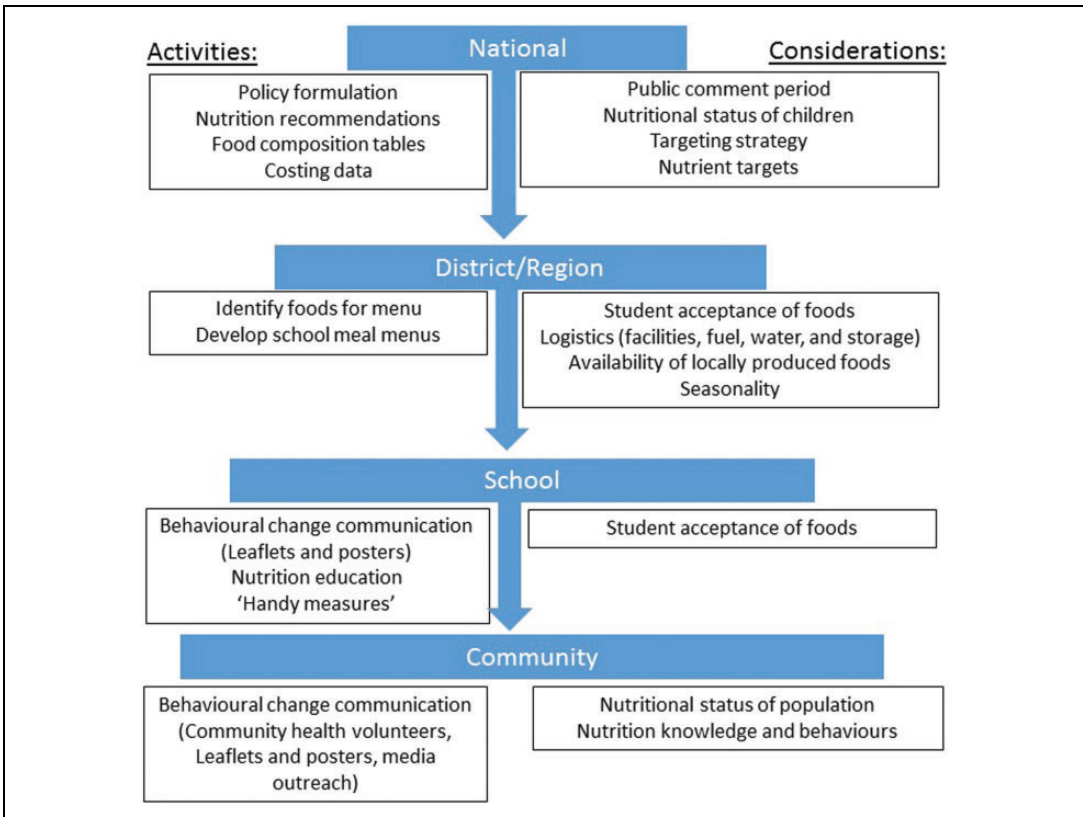 Activities:
National
Considerations:
Policy formulation
Nutrition recommendations
Food composition tables
Costing data
Public comment period
Nutritional status of children
Targeting strategy
Nutrient targets
District/Region
Identify foods for menu
Develop school meal menus
Student acceptance of foods
Logistics (facilities, fuel, water, and storage)
Availability of locally produced foods
Seasonality
School
Behavioural change communication
(Leaflets and posters)
Nutrition education
‘Handy measures’
Student acceptance of foods
Community
Behavioural change communication
(Community health volunteers,
Leaflets and posters, media
outreach)
Nutritional status of population
Nutrition knowledge and behaviours